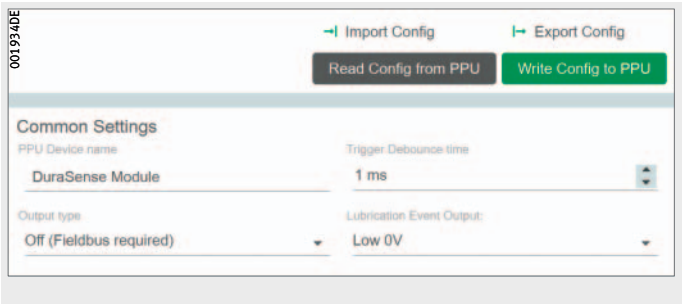 001934DE
Import Config
Export Config
Read Config from PPU
Write Config to PPU
Common Settings
PPU Device name
Trigger Debounce time
DuraSense Module
1 ms
Output type
Lubrication Event Output:
Off (Fieldbus required)
Low 0V